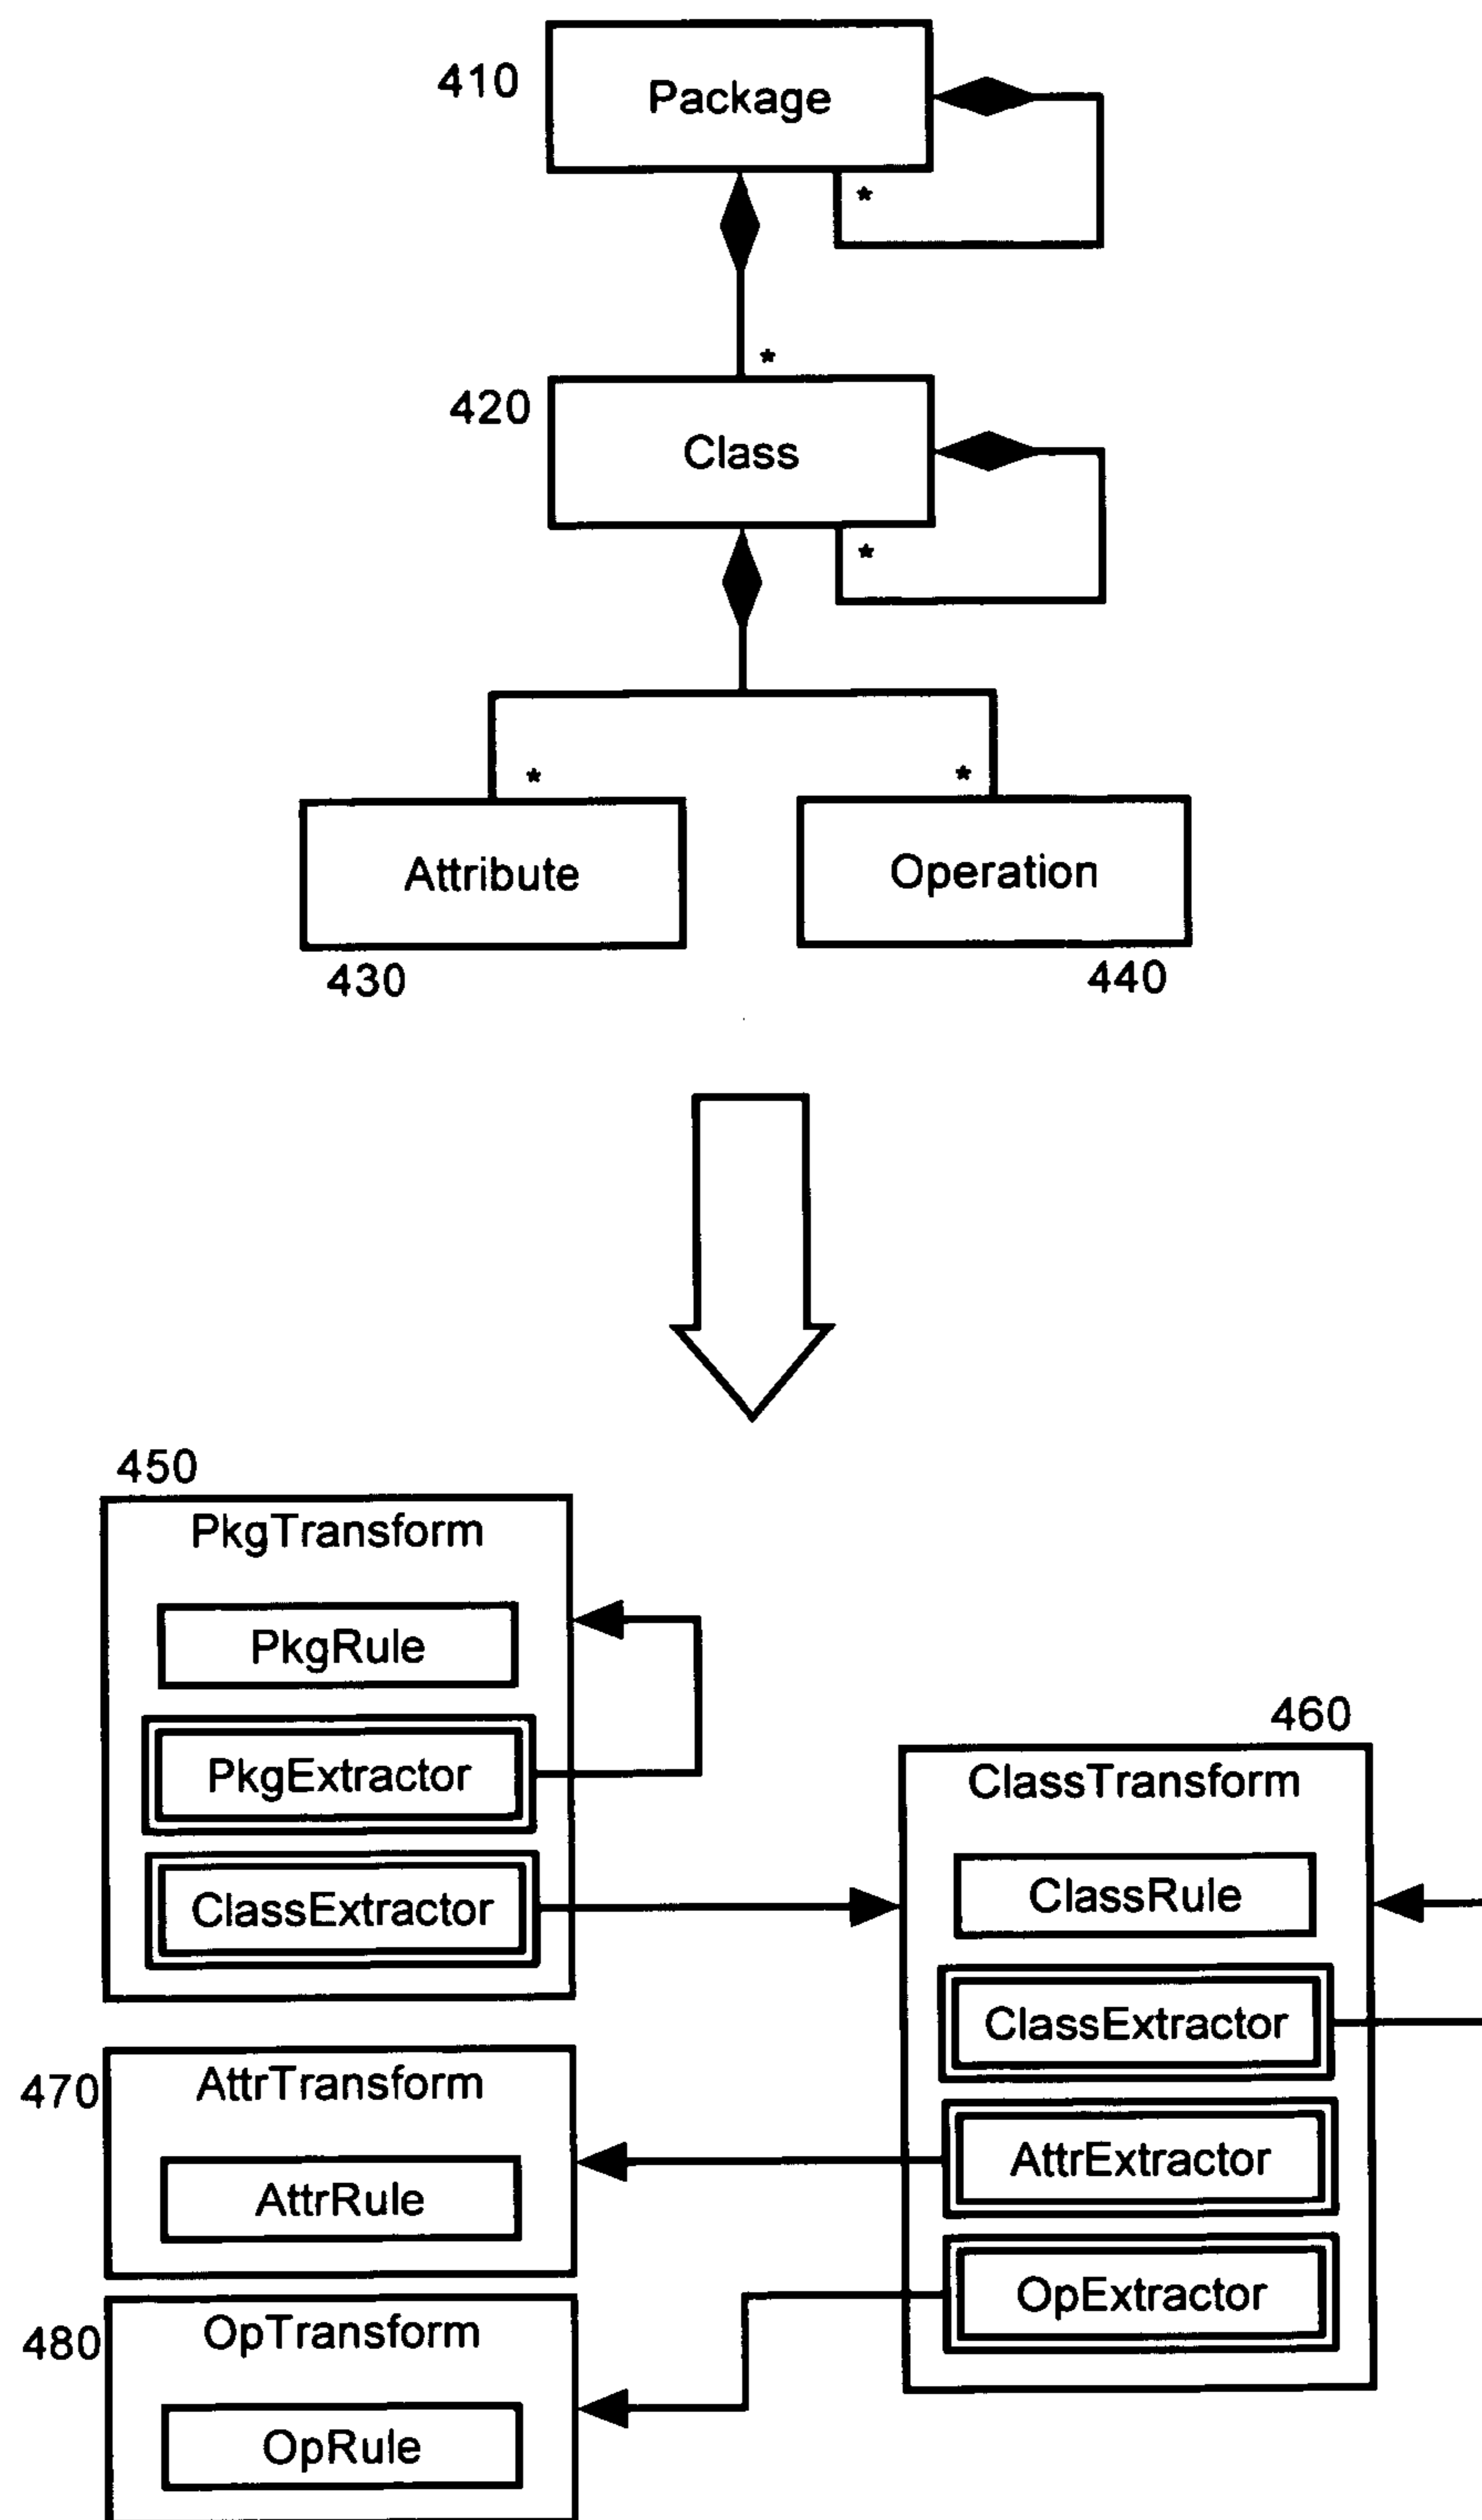 410
Package
*
*
420
Class
*
*
*
Attribute
Operation
430
440
450
PkgTransform
PkgRule
PkgExtractor
ClassExtractor
460
ClassTransform
ClassRule
ClassExtractor
AttrExtractor
OpExtractor
470
AttrTransform
AttrRule
480
OpTransform
OpRule